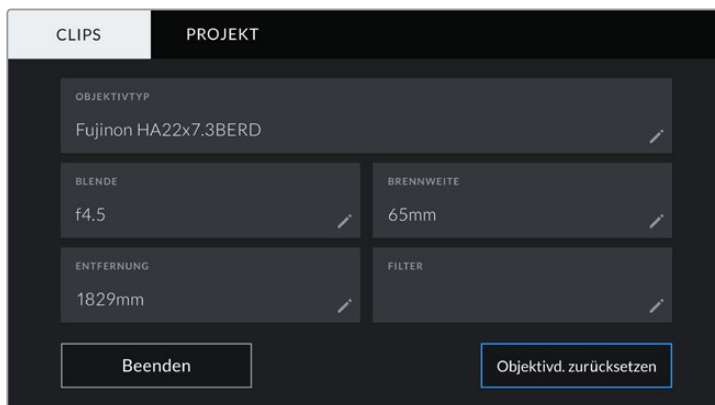 CLIPS PROJEKT
OBJEKTIVTYP
Fujinon HA22x7.3BERD
BLENDE BRENNWEITE
f4.5 65mm
ENTFERNUNG FILTER
1829mm
Beenden Objektivd. zurücksetzen